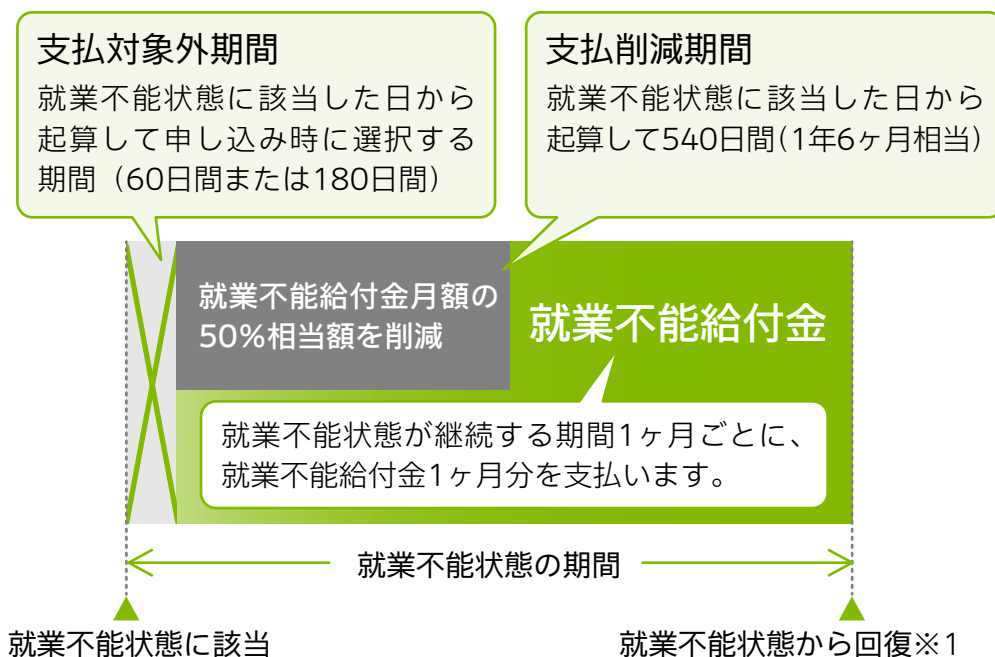 支払対象外期間
就業不能状態に該当した日から
起算して申し込み時に選択する
期間（60日間または180日間）
支払削減期間
就業不能状態に該当した日から
起算して540日間（1年6ヶ月相当）
就業不能給付金月額の
50%相当額を削減
就業不能給付金
就業不能状態が継続する期間1ヶ月ごとに、
就業不能給付金1ヶ月分を支払います。
就業不能状態の期間
就業不能状態に該当
就業不能状態から回復※1